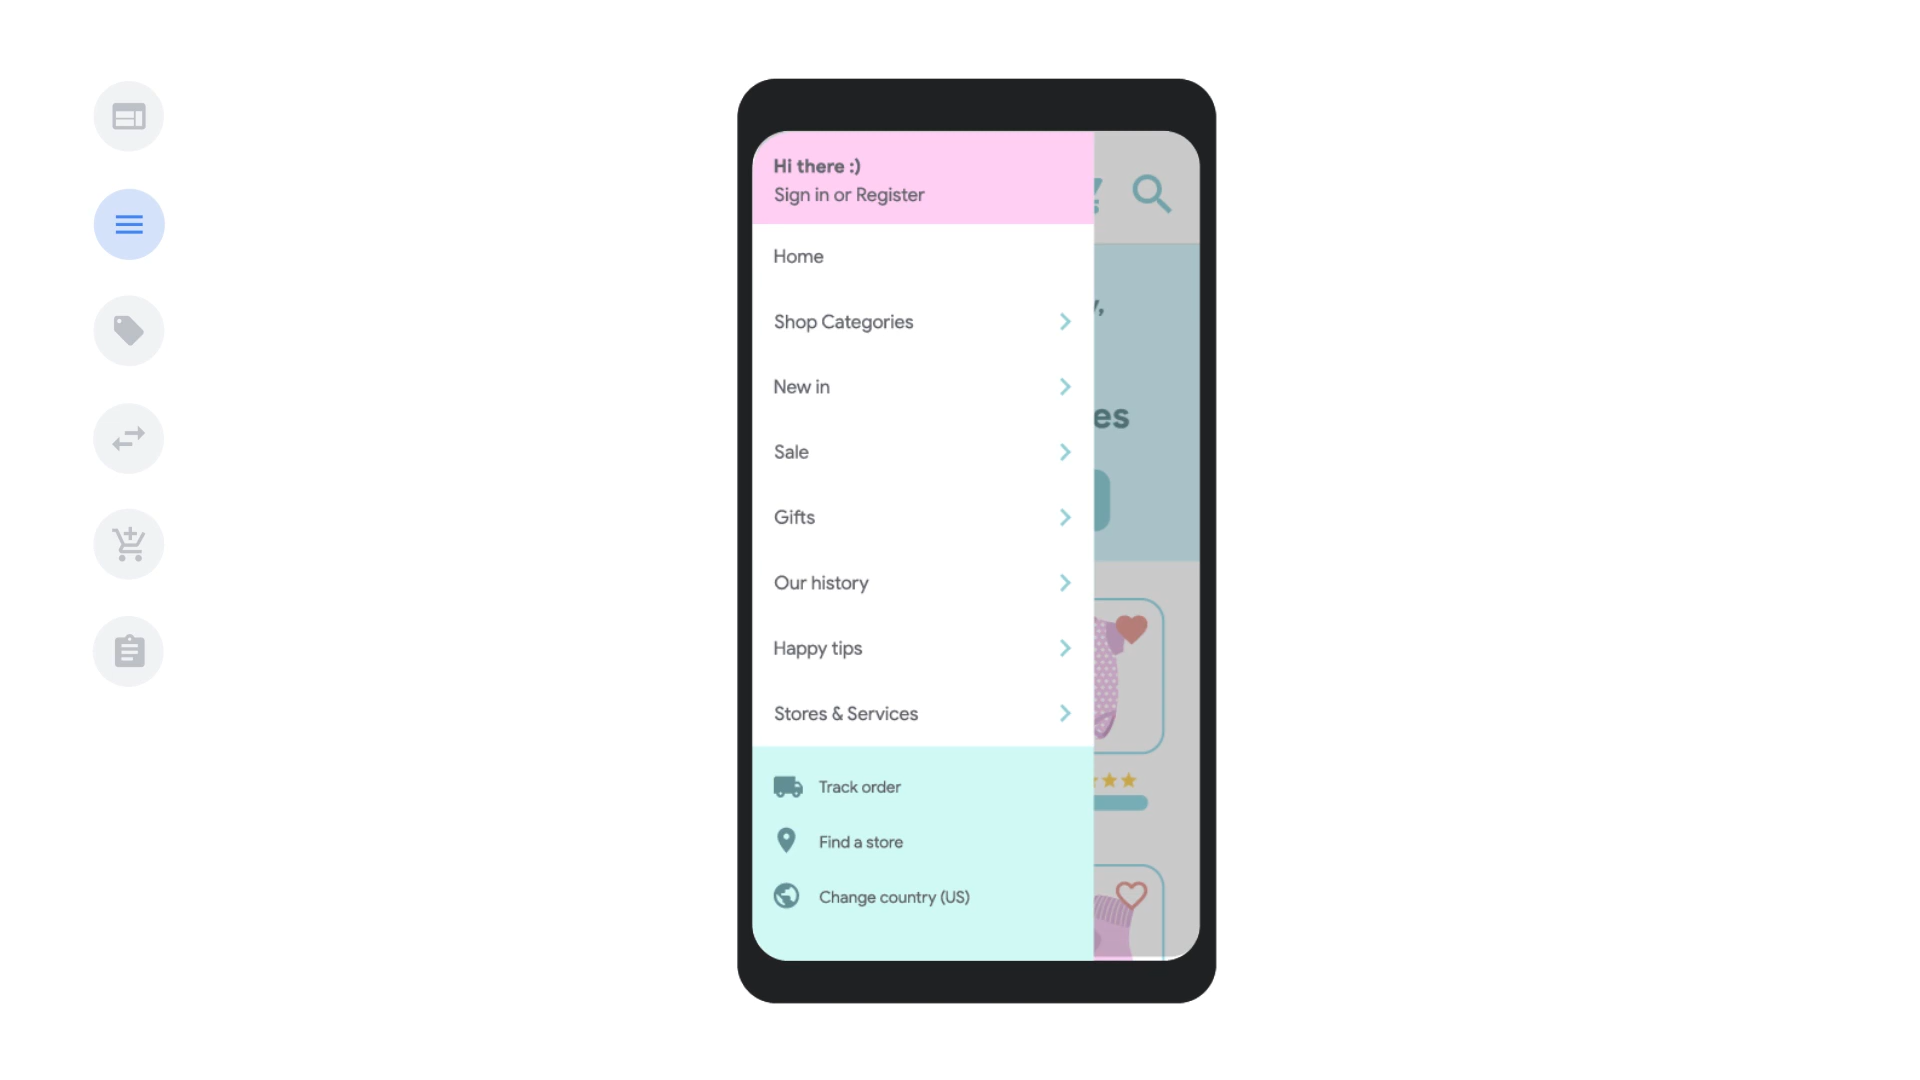 Hi there :)
Sign in or Register
Home
Shop Categories
New in
Sale
Gifts
Our history
Happy tips
Stores & Services
Track order
Find a store
Change country (US)